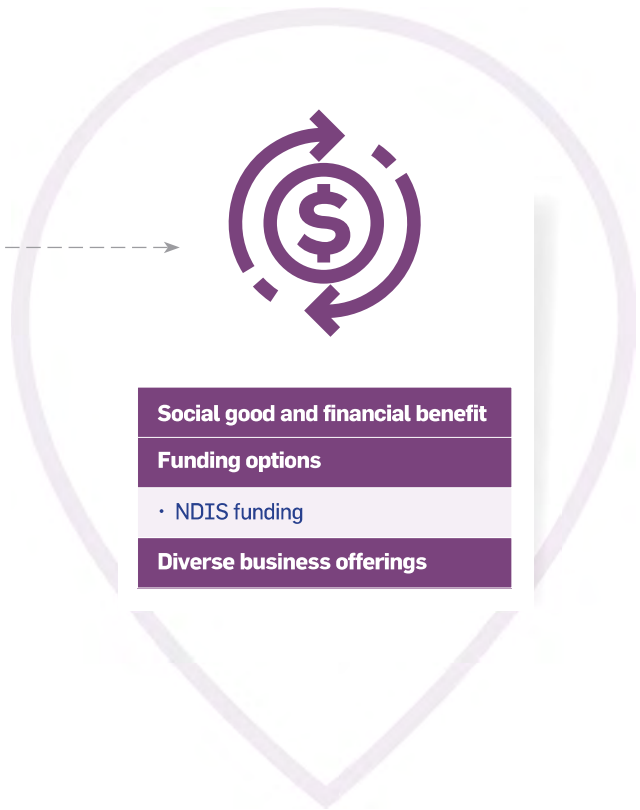 $
Social good and financial benefit
Funding options
• NDIS funding
Diverse business offerings